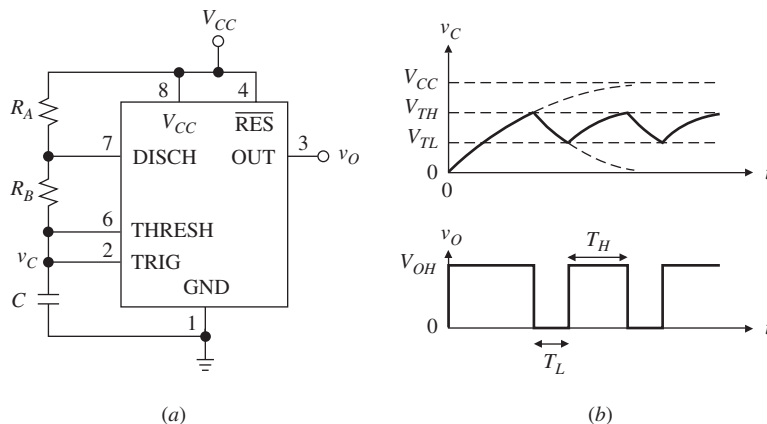 V_CC
R_A
R_B
v_C
C
8
4
V_CC
RES
7
DISCH
OUT
3
v_O
6
THRESH
2
TRIG
GND
1
(a)
v_C
V_CC
V_TH
V_TL
0
0
t
v_O
V_OH
T_H
0
t
T_L
(b)